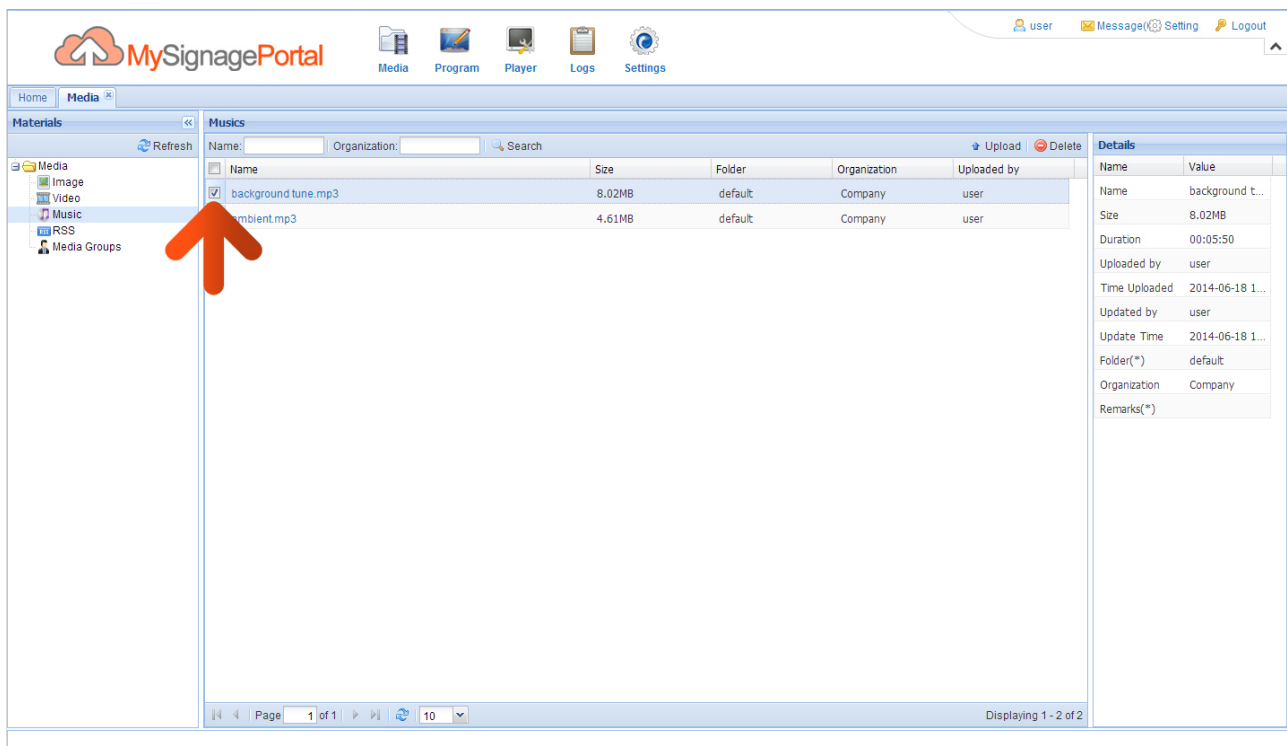 user Message( Setting Logout
MySignagePortal
Media Program Player Logs Settings
Home Media
Materials
Refresh
Media
Image
Video
Music
RSS
Media Groups
Musics
Name: Organization: Search Upload Delete
Name Size Folder Organization Uploaded by
background tune.mp3 8.02MB default Company user
ambient.mp3 4.61MB default Company user
Page 1 of 1 10 Displaying 1 - 2 of 2
Details
Name Value
Name background t...
Size 8.02MB
Duration 00:05:50
Uploaded by user
Time Uploaded 2014-06-18 1...
Updated by user
Update Time 2014-06-18 1...
Folder(*) default
Organization Company
Remarks(*)